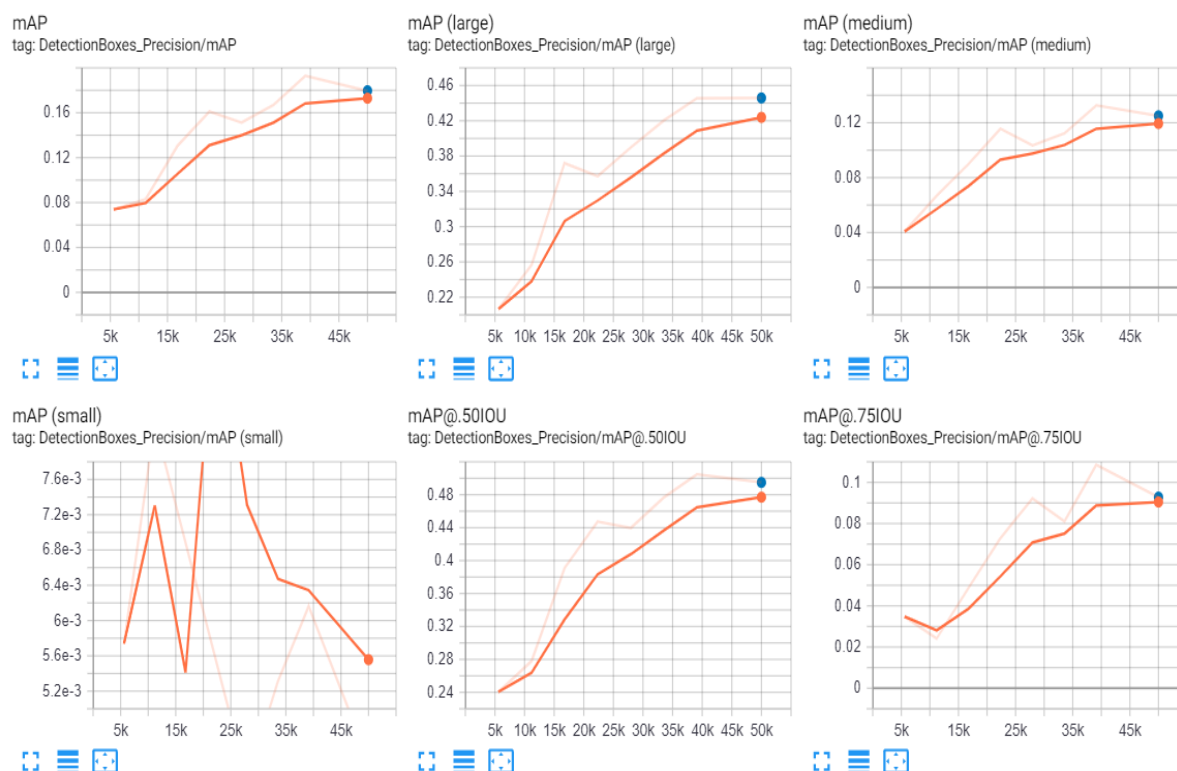 mAP
tag: DetectionBoxes_Precision/mAP
0.16
0.12
0.08
0.04
0
5k 15k 25k 35k 45k
mAP (large)
tag: DetectionBoxes_Precision/mAP (large)
0.46
0.42
0.38
0.34
0.3
0.26
0.22
5k 10k 15k 20k 25k 30k 35k 40k 45k 50k
mAP (medium)
tag: DetectionBoxes_Precision/mAP (medium)
0.12
0.08
0.04
0
5k 15k 25k 35k 45k
mAP (small)
tag: DetectionBoxes_Precision/mAP (small)
7.6e-3
7.2e-3
6.8e-3
6.4e-3
6e-3
5.6e-3
5.2e-3
5k 15k 25k 35k 45k
mAP@.50IOU
tag: DetectionBoxes_Precision/mAP@.50IOU
0.48
0.44
0.4
0.36
0.32
0.28
0.24
5k 10k 15k 20k 25k 30k 35k 40k 45k 50k
mAP@.75IOU
tag: DetectionBoxes_Precision/mAP@.75IOU
0.1
0.08
0.06
0.04
0.02
0
5k 15k 25k 35k 45k